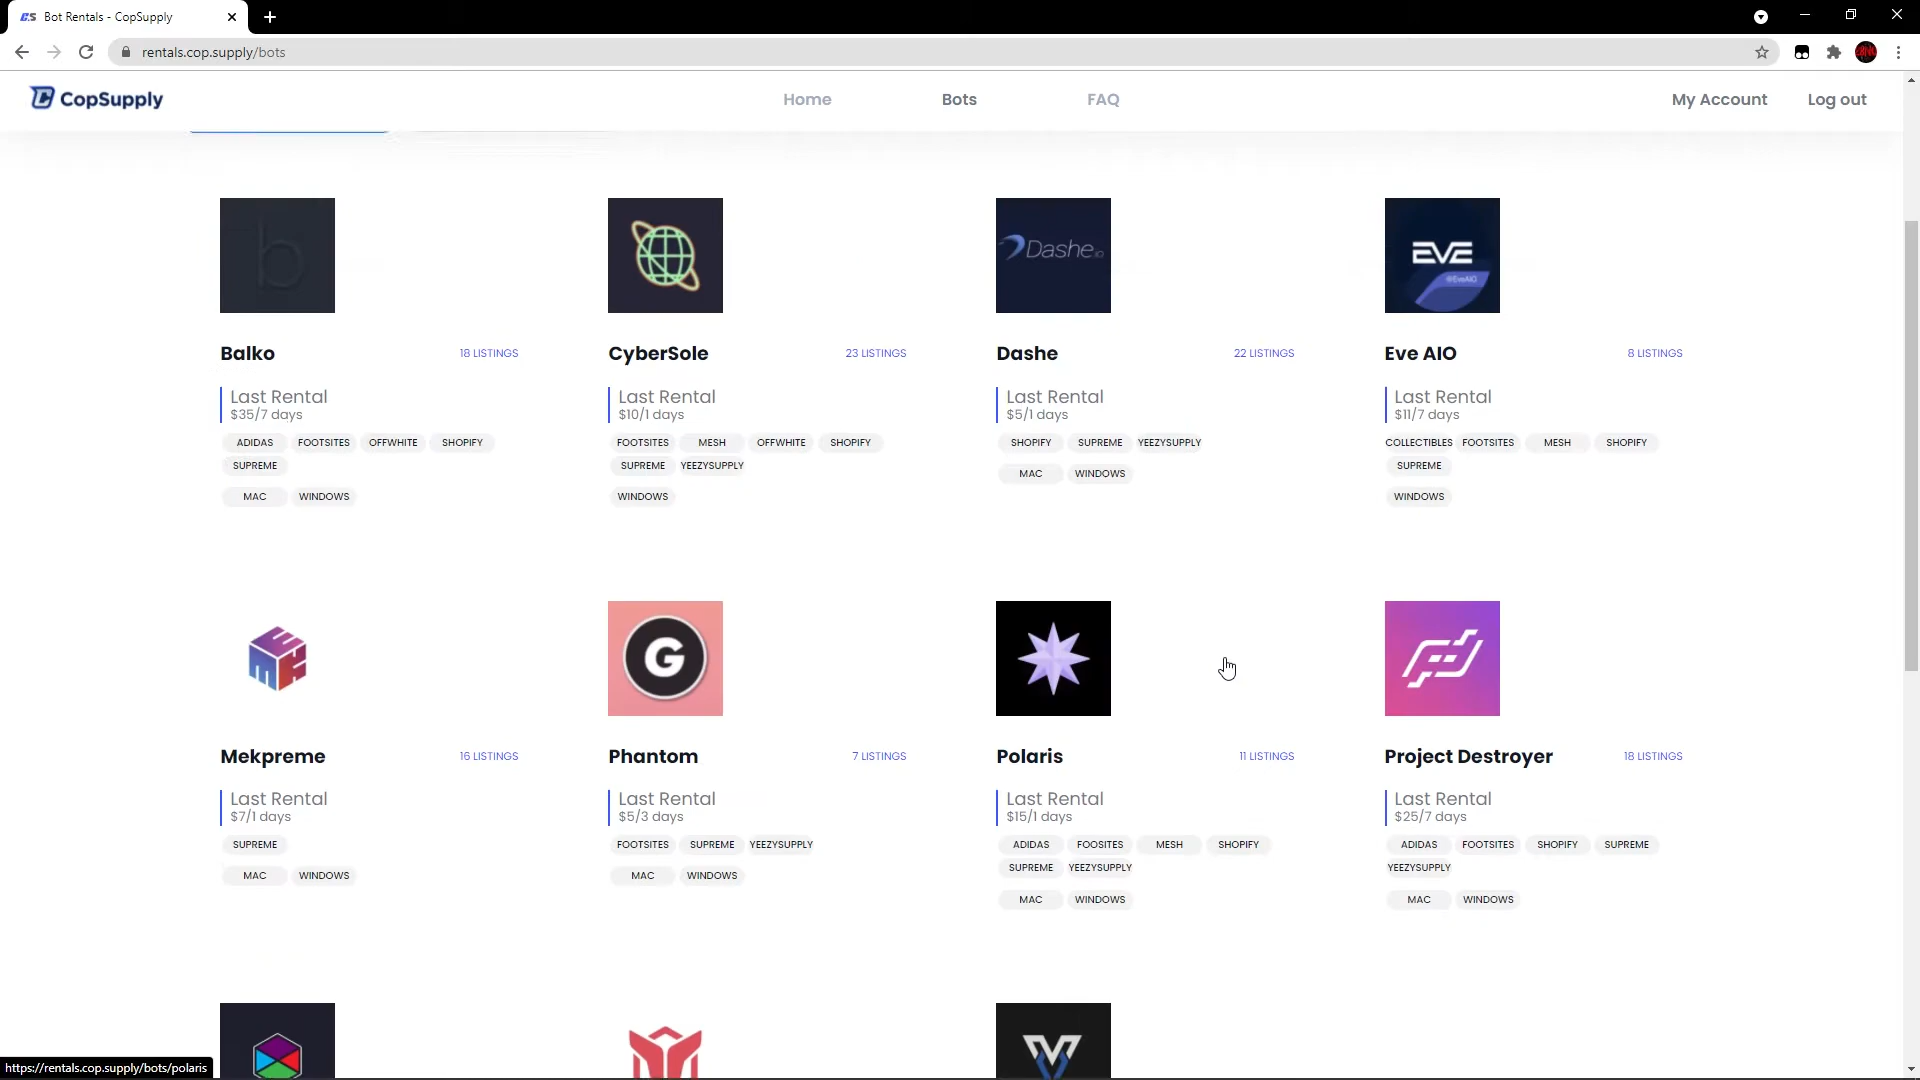 Bot Rentals - CopSupply
rentals.cop.supply/bots
CopSupply
Home
Bots
FAQ
My Account
Log out
Dashe
EVE
@EveAIO
Balko
18 LISTINGS
CyberSole
23 LISTINGS
Dashe
22 LISTINGS
Eve AIO
8 LISTINGS
Last Rental
$35/7 days
Last Rental
$10/1 days
Last Rental
$5/1 days
Last Rental
$11/7 days
ADIDAS FOOTSITES OFFWHITE SHOPIFY
SUPREME
MAC WINDOWS
FOOTSITES MESH OFFWHITE SHOPIFY
SUPREME YEEZYSUPPLY
WINDOWS
SHOPIFY SUPREME YEEZYSUPPLY
MAC WINDOWS
COLLECTIBLES FOOTSITES MESH SHOPIFY
SUPREME
WINDOWS
G
Mekpreme
16 LISTINGS
Phantom
7 LISTINGS
Polaris
11 LISTINGS
Project Destroyer
18 LISTINGS
Last Rental
$7/1 days
Last Rental
$5/3 days
Last Rental
$15/1 days
Last Rental
$25/7 days
SUPREME
MAC WINDOWS
FOOTSITES SUPREME YEEZYSUPPLY
MAC WINDOWS
ADIDAS FOOSITES MESH SHOPIFY
SUPREME YEEZYSUPPLY
MAC WINDOWS
ADIDAS FOOTSITES SHOPIFY SUPREME
YEEZYSUPPLY
MAC WINDOWS
https://rentals.cop.supply/bots/polaris